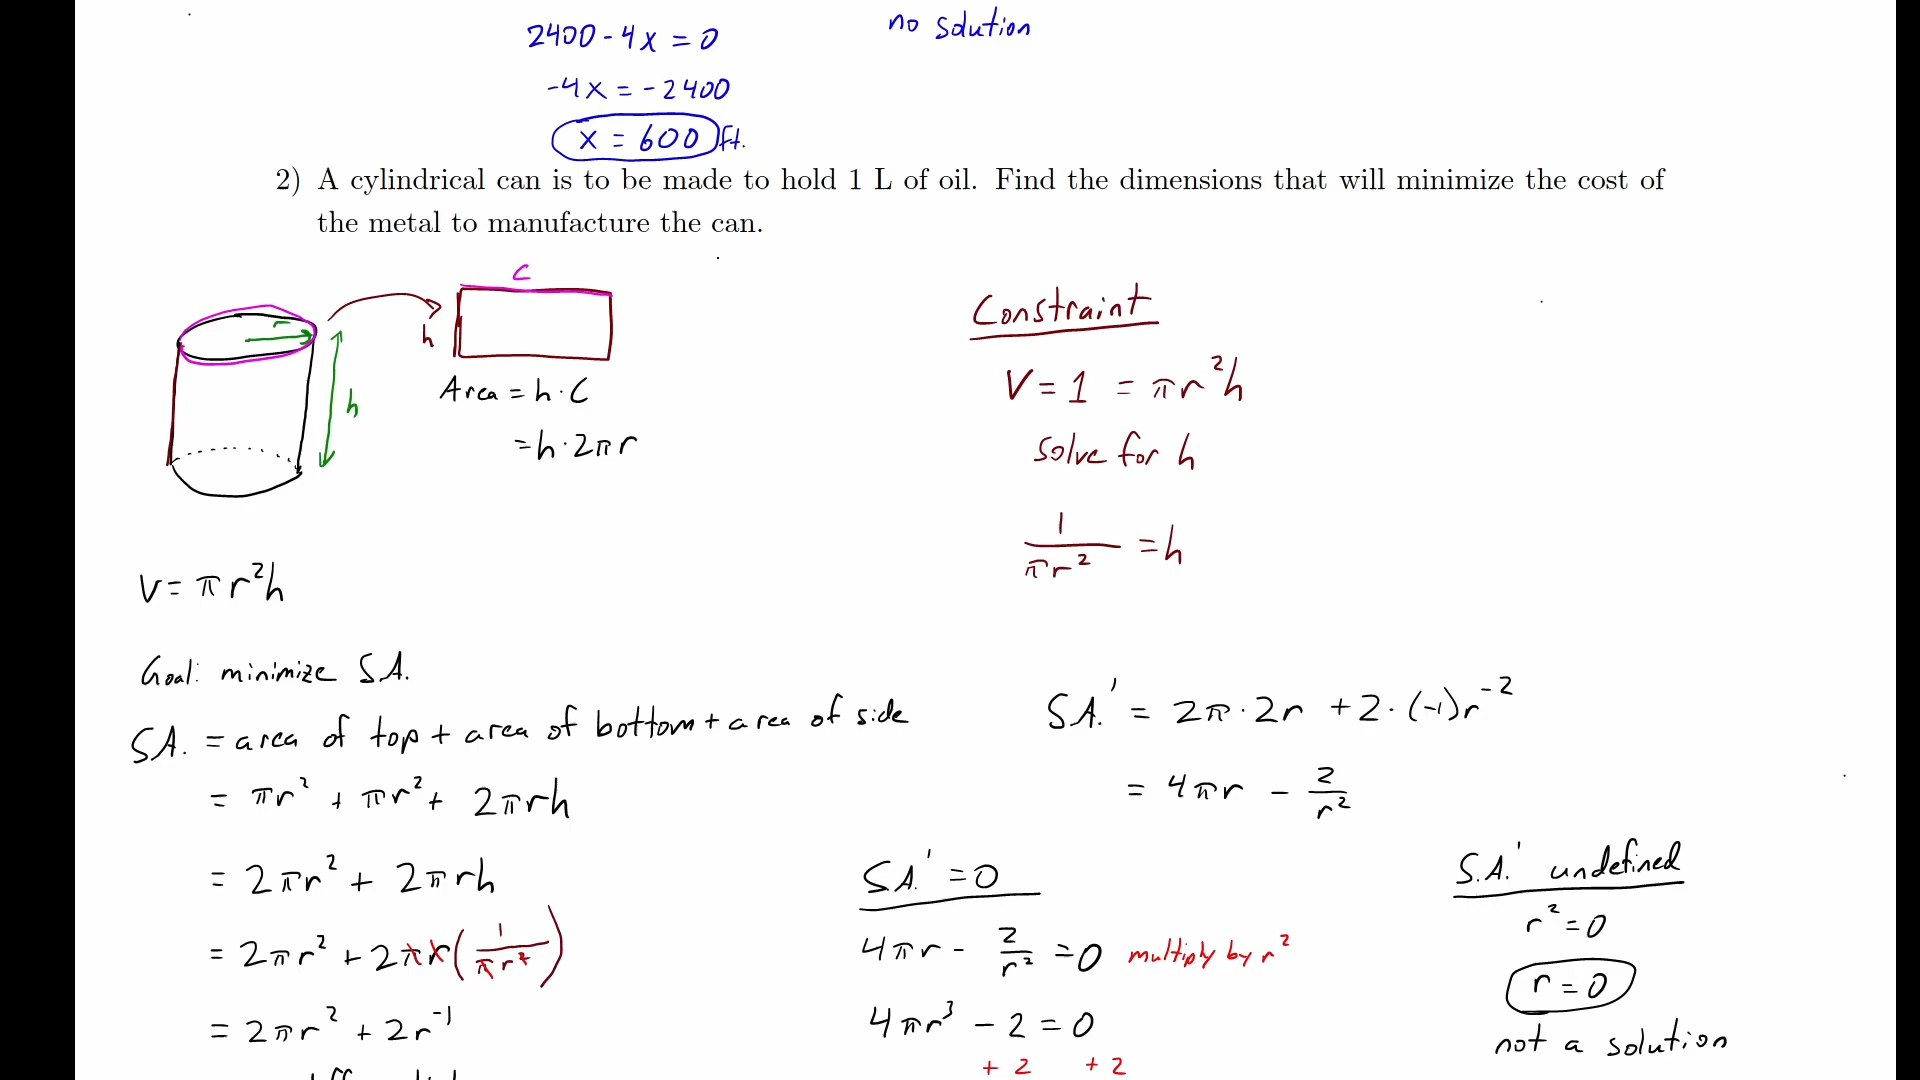 2400 - 4x = 0
no solution
-4x = -2400
x = 600 ft.
2) A cylindrical can is to be made to hold 1 L of oil. Find the dimensions that will minimize the cost of
the metal to manufacture the can.
C
r
h
h
Area = h · C
= h · 2πr
Constraint
V = 1 = πr²h
solve for h
1/(πr²) = h
V = πr²h
Goal: minimize S.A.
S.A. = area of top + area of bottom + area of side
= πr² + πr² + 2πrh
= 2πr² + 2πrh
= 2πr² + 2πr(1/(πr²))
= 2πr² + 2r⁻¹
S.A.' = 2π · 2r + 2 · (-1)r⁻²
= 4πr - 2/r²
S.A.' = 0
4πr - 2/r² = 0 multiply by r²
4πr³ - 2 = 0
+ 2 + 2
S.A.' undefined
r² = 0
r = 0
not a solution